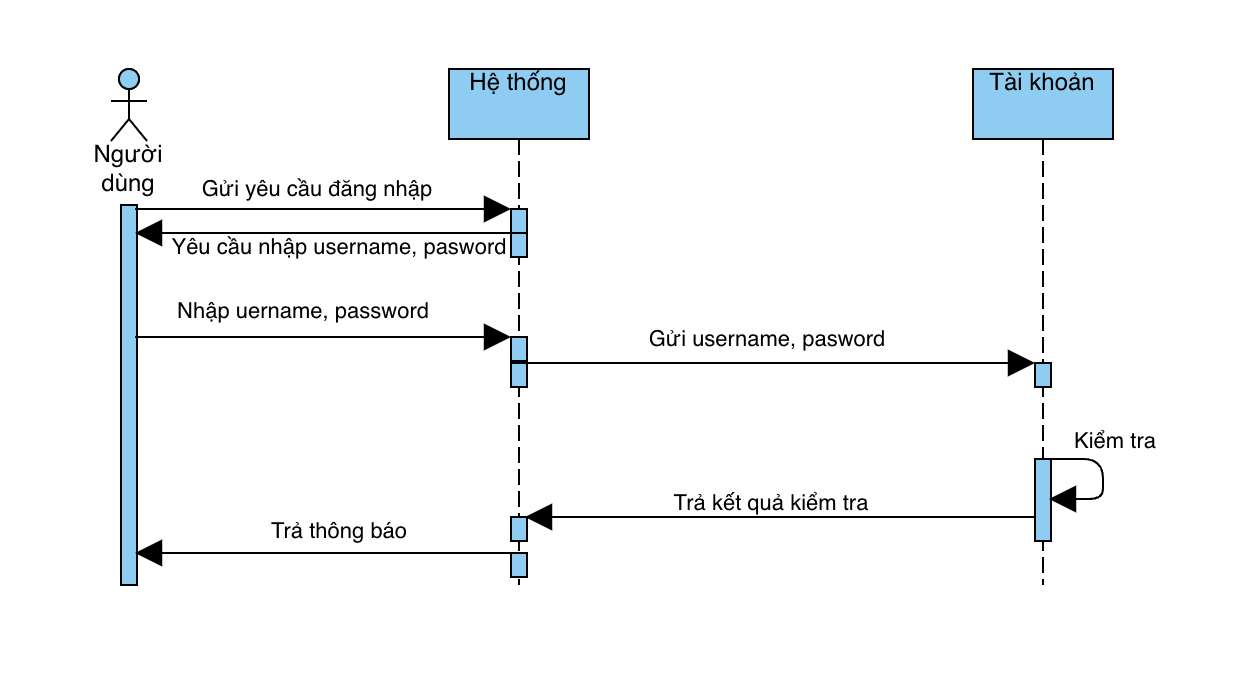 Hệ thống
Tài khoản
Người
dùng
Gửi yêu cầu đăng nhập
Yêu cầu nhập username, pasword
Nhập uername, password
Gửi username, pasword
Kiểm tra
Trả kết quả kiểm tra
Trả thông báo